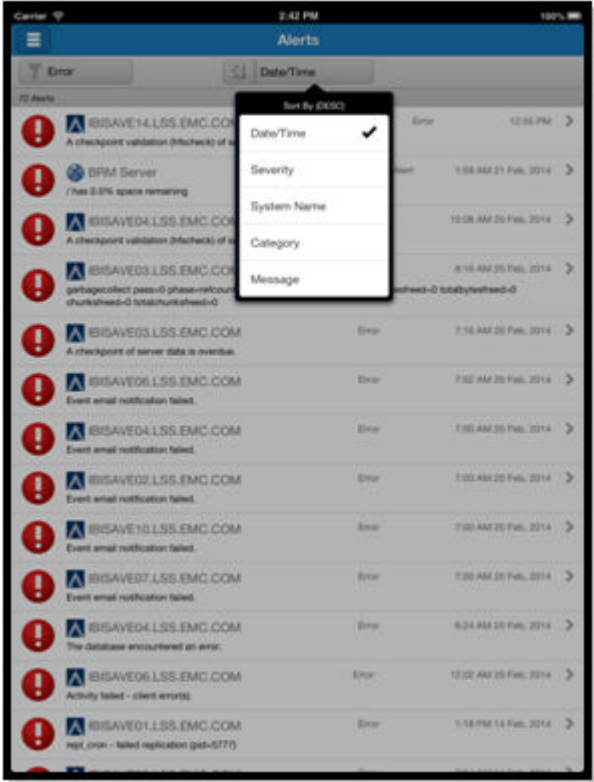 Carrier 2:42 PM 100%
Alerts
Error Date/Time
72 Alerts
Sort By (DESC)
Date/Time
Severity
System Name
Category
Message
IBISAVE14.LSS.EMC.COM Error 12:00 PM
A checkpoint validation (hfscheck) of
BRM Server 1:59 AM 21 Feb, 2014
/ has 0.0% space remaining
IBISAVE04.LSS.EMC.COM 10:08 AM 20 Feb, 2014
A checkpoint validation (hfscheck) of
IBISAVE03.LSS.EMC.COM 8:16 AM 20 Feb, 2014
garbagecollect pass=0 totalbytesfreed=0
chunksfreed=0 totalchunksfreed=0
IBISAVE03.LSS.EMC.COM Error 7:16 AM 20 Feb, 2014
A checkpoint of server data is overdue.
IBISAVE06.LSS.EMC.COM Error 7:02 AM 20 Feb, 2014
Event email notification failed.
IBISAVE04.LSS.EMC.COM Error 7:00 AM 20 Feb, 2014
Event email notification failed.
IBISAVE02.LSS.EMC.COM Error 7:00 AM 20 Feb, 2014
Event email notification failed.
IBISAVE10.LSS.EMC.COM Error 7:00 AM 20 Feb, 2014
Event email notification failed.
IBISAVE07.LSS.EMC.COM Error 7:00 AM 20 Feb, 2014
Event email notification failed.
IBISAVE04.LSS.EMC.COM Error 6:24 AM 20 Feb, 2014
The database encountered an error.
IBISAVE06.LSS.EMC.COM Error 12:02 AM 20 Feb, 2014
Activity failed - client error(s).
IBISAVE01.LSS.EMC.COM Error 1:18 PM 14 Feb, 2014
repl_cron - failed replication (pid=5777)